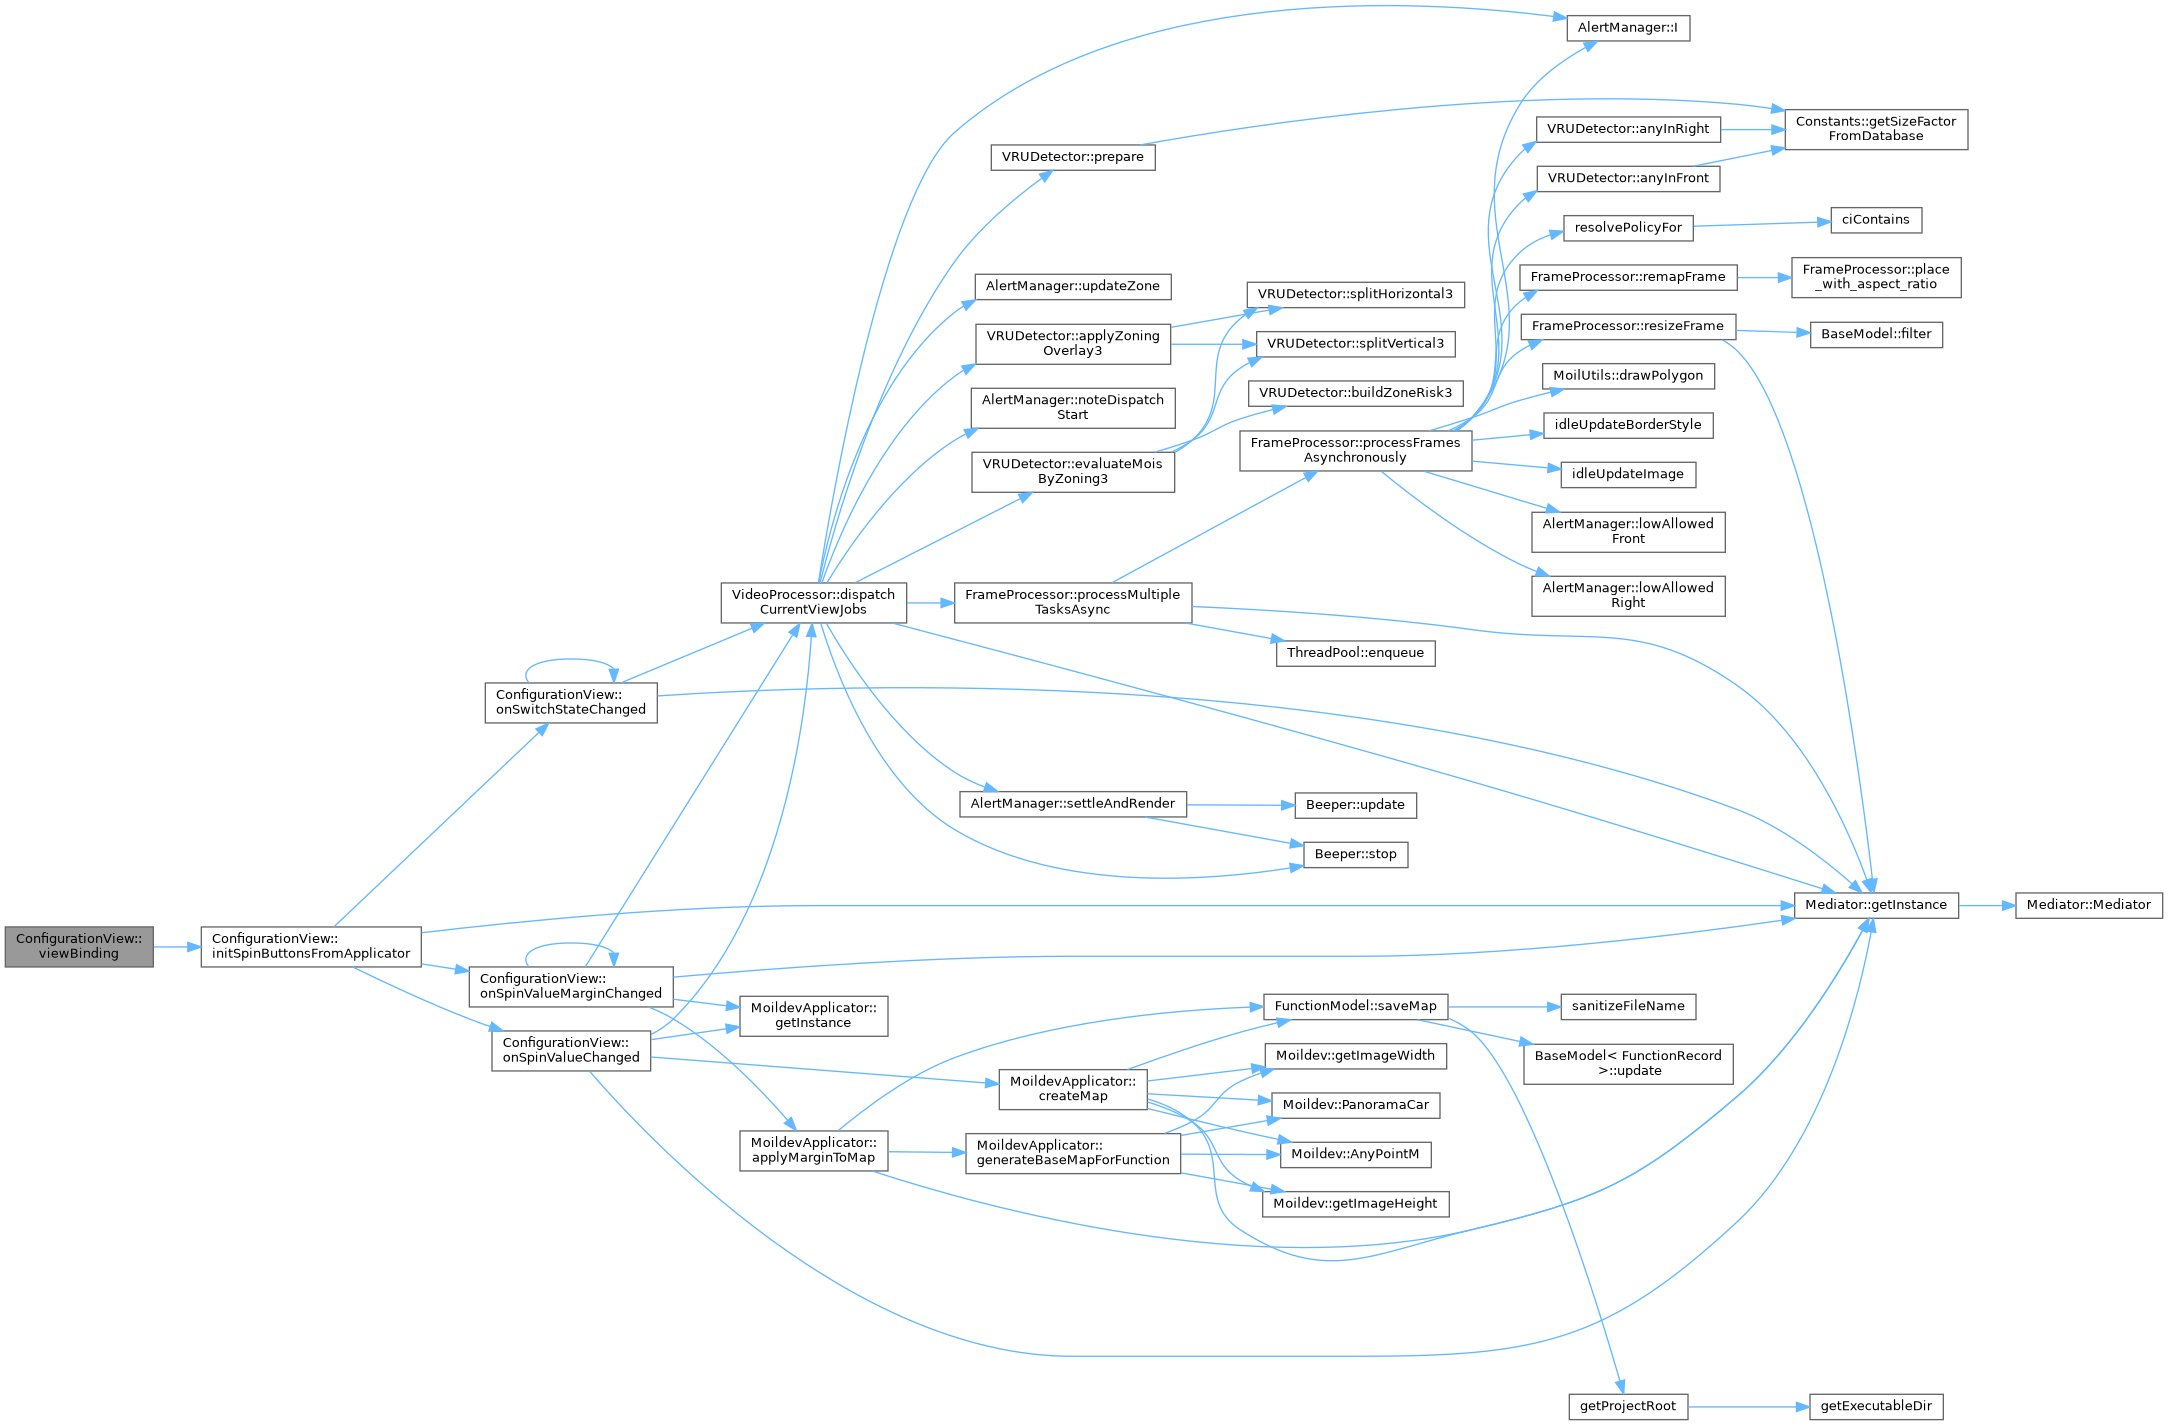 ConfigurationView::
viewBinding
ConfigurationView::
initSpinButtonsFromApplicator
ConfigurationView::
onSwitchStateChanged
ConfigurationView::
onSpinValueMarginChanged
ConfigurationView::
onSpinValueChanged
VideoProcessor::dispatch
CurrentViewJobs
MoildevApplicator::
getInstance
MoildevApplicator::
applyMarginToMap
VRUDetector::prepare
AlertManager::updateZone
VRUDetector::applyZoning
Overlay3
AlertManager::noteDispatch
Start
VRUDetector::evaluateMois
ByZoning3
FrameProcessor::processMultiple
TasksAsync
AlertManager::settleAndRender
MoildevApplicator::
createMap
MoildevApplicator::
generateBaseMapForFunction
VRUDetector::splitHorizontal3
VRUDetector::splitVertical3
VRUDetector::buildZoneRisk3
FrameProcessor::processFrames
Asynchronously
ThreadPool::enqueue
Beeper::update
Beeper::stop
FunctionModel::saveMap
Moildev::getImageWidth
Moildev::PanoramaCar
Moildev::AnyPointM
Moildev::getImageHeight
AlertManager::I
VRUDetector::anyInRight
VRUDetector::anyInFront
resolvePolicyFor
FrameProcessor::remapFrame
FrameProcessor::resizeFrame
MoilUtils::drawPolygon
idleUpdateBorderStyle
idleUpdateImage
AlertManager::lowAllowed
Front
AlertManager::lowAllowed
Right
sanitizeFileName
BaseModel< FunctionRecord
>::update
getProjectRoot
Constants::getSizeFactor
FromDatabase
ciContains
FrameProcessor::place
_with_aspect_ratio
BaseModel::filter
Mediator::getInstance
getExecutableDir
Mediator::Mediator